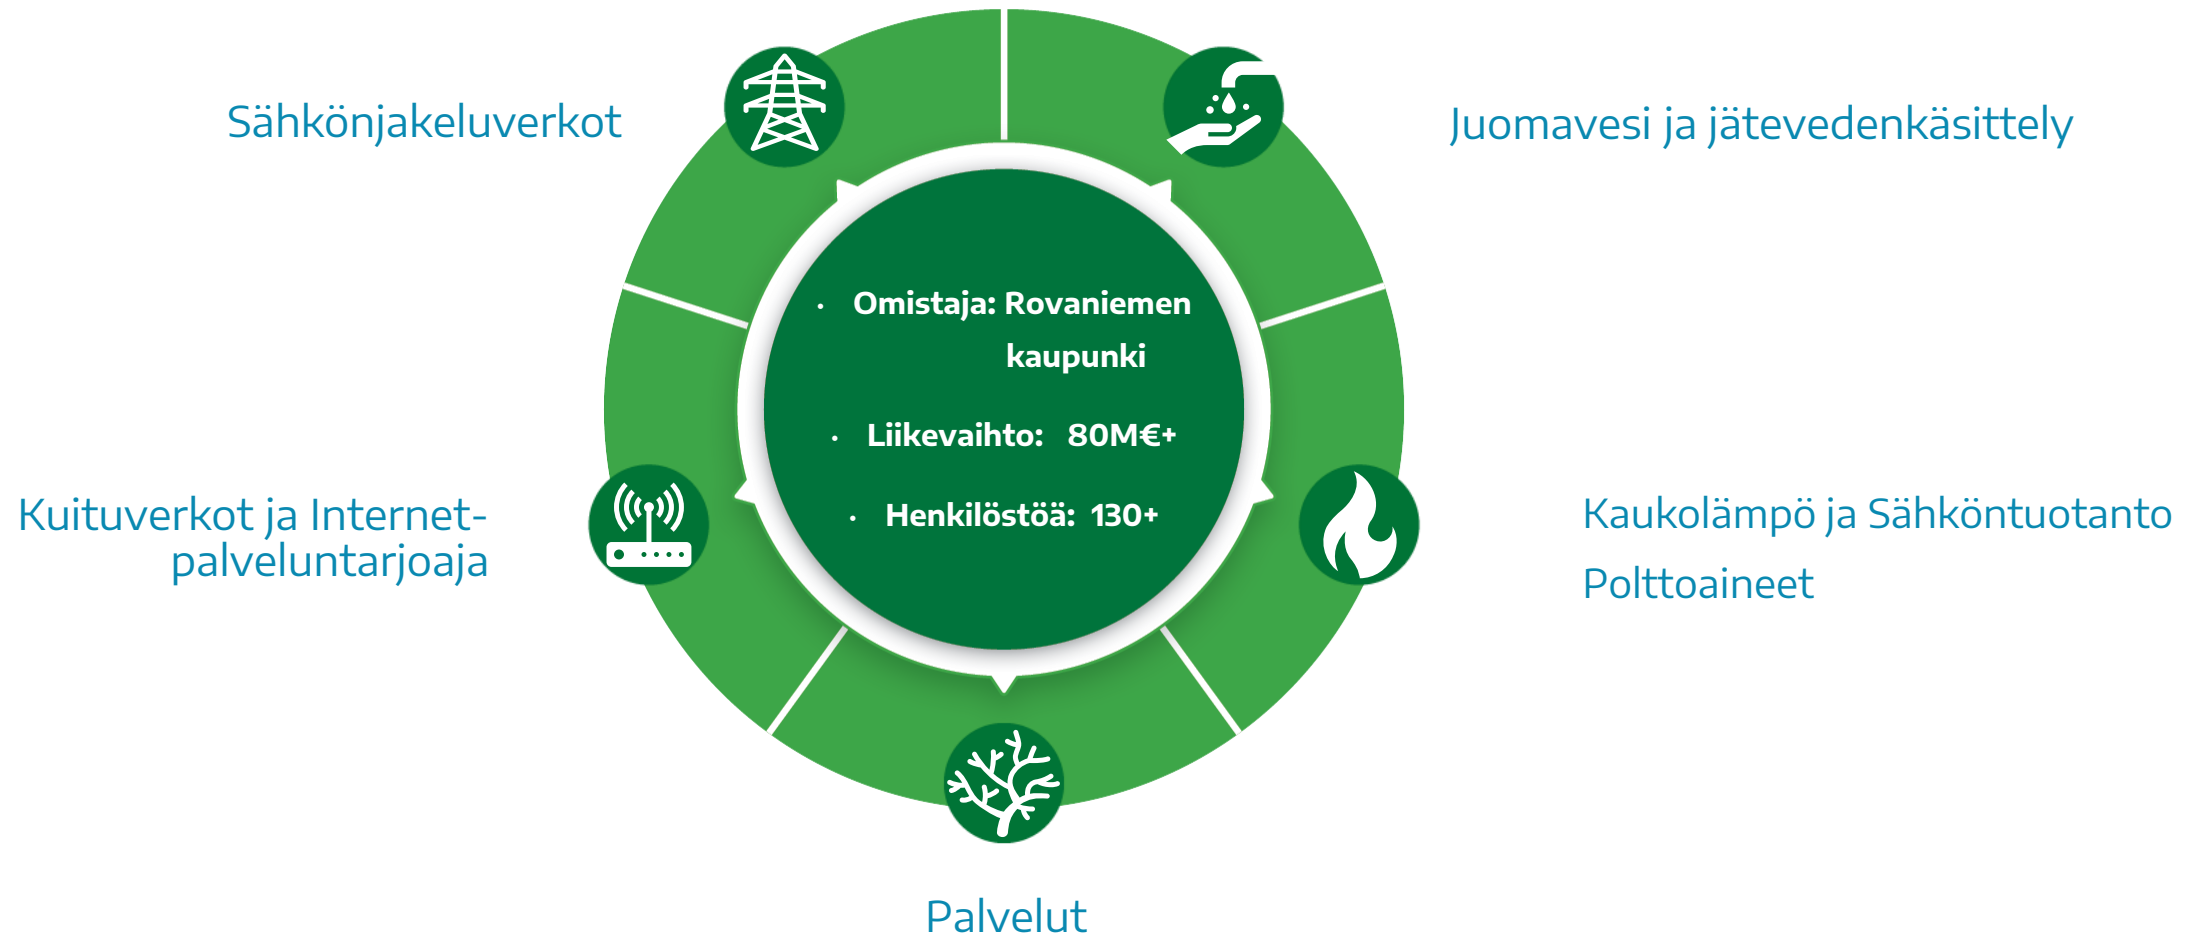 Sähkönjakeluverkot
Juomavesi ja jätevedenkäsittely
• Omistaja: Rovaniemen
kaupunki
• Liikevaihto: 80M€+
• Henkilöstöä: 130+
Kuituverkot ja Internet-
palveluntarjoaja
Kaukolämpö ja Sähköntuotanto
Polttoaineet
Palvelut